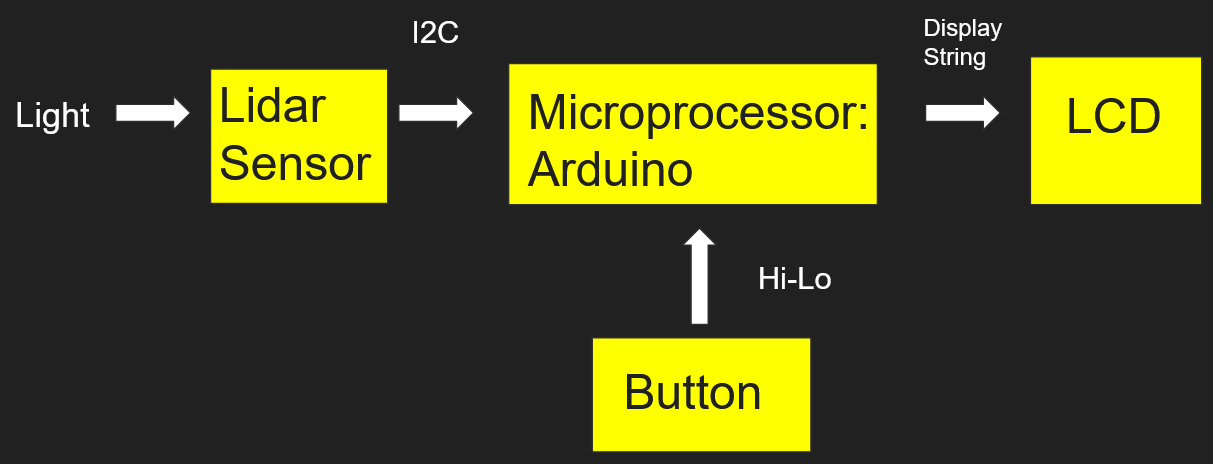 I2C
Display
String
Light
Lidar
Sensor
Microprocessor:
Arduino
LCD
Hi-Lo
Button